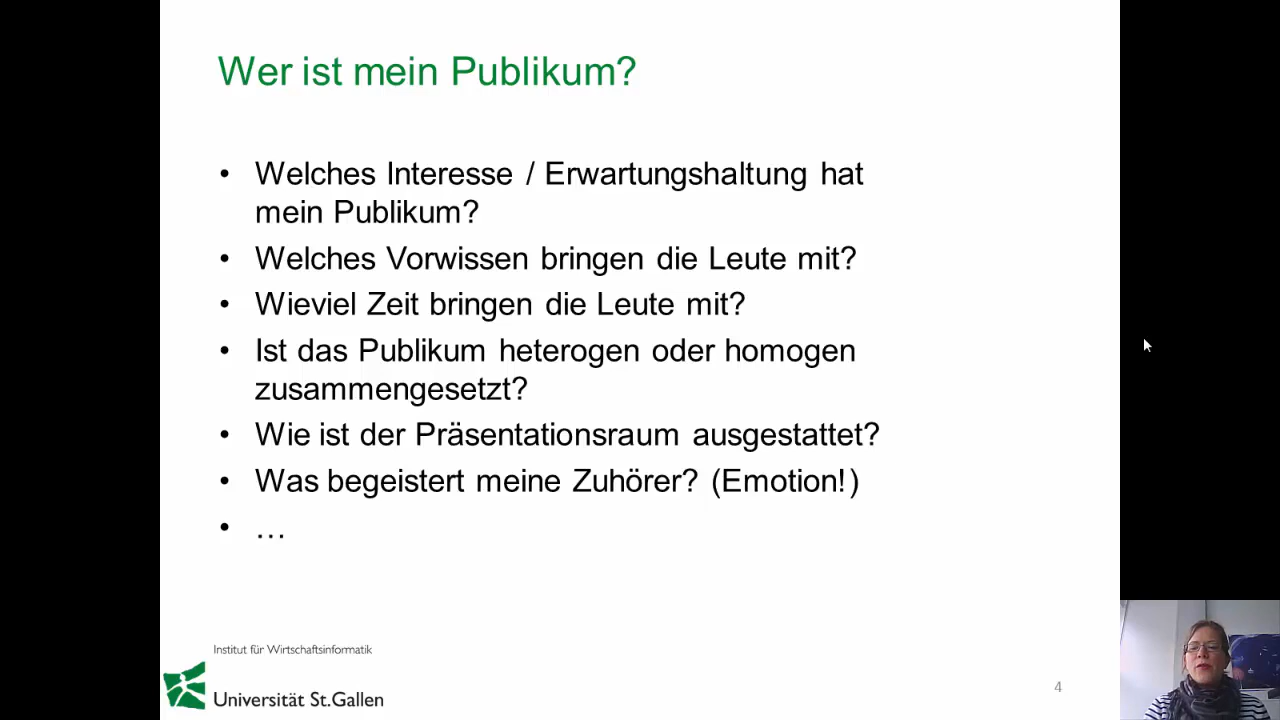 Wer ist mein Publikum?
• Welches Interesse / Erwartungshaltung hat
mein Publikum?
• Welches Vorwissen bringen die Leute mit?
• Wieviel Zeit bringen die Leute mit?
• Ist das Publikum heterogen oder homogen
zusammengesetzt?
• Wie ist der Präsentationsraum ausgestattet?
• Was begeistert meine Zuhörer? (Emotion!)
• …
Institut für Wirtschaftsinformatik
Universität St.Gallen
4